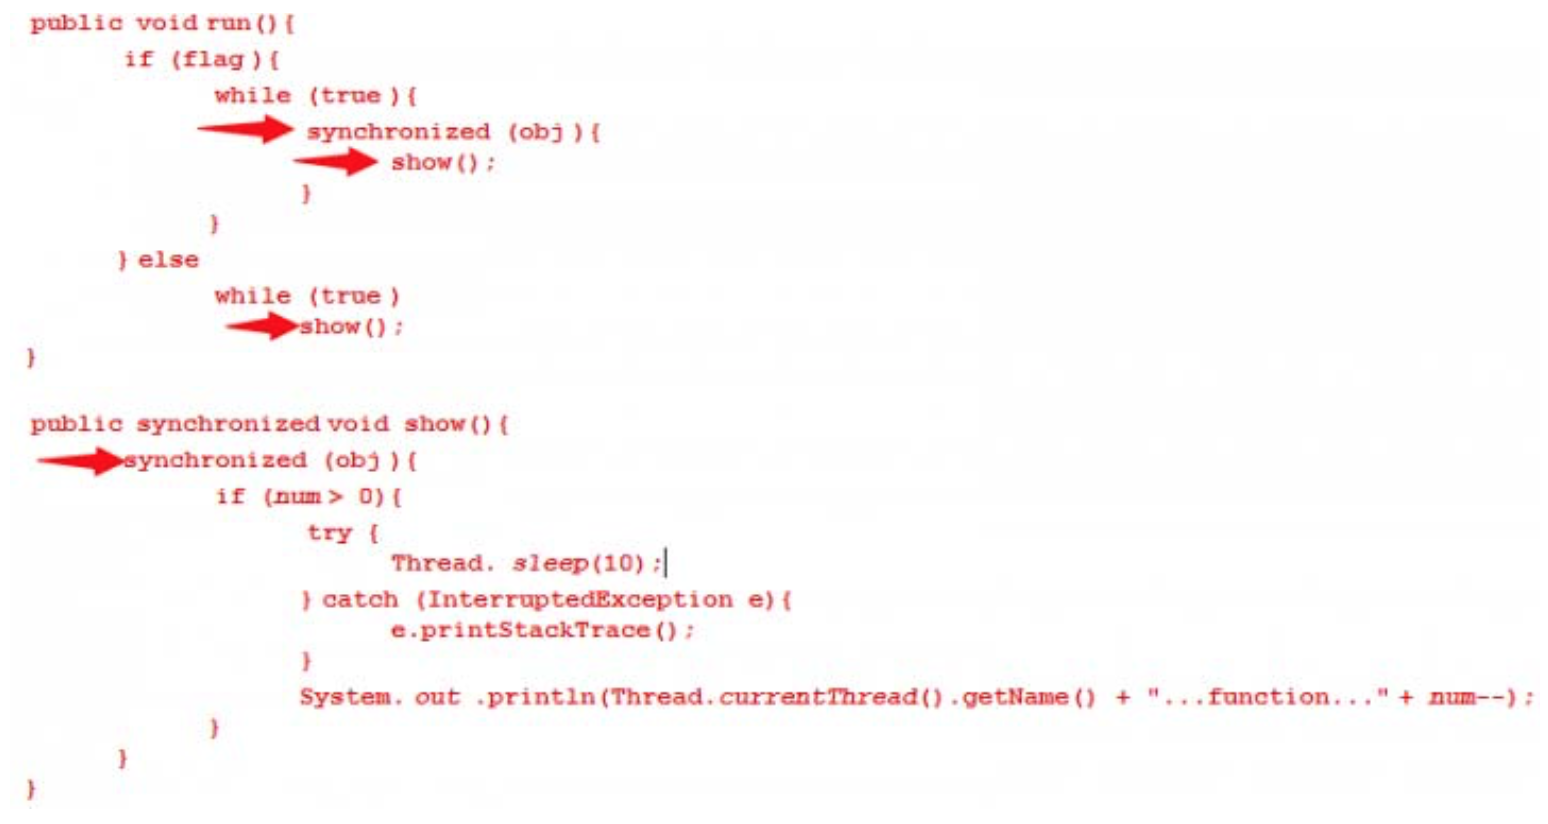 public void run(){
if (flag){
while (true){
synchronized (obj){
show();
}
}
} else
while (true)
show();
}
public synchronized void show(){
synchronized (obj){
if (num > 0){
try {
Thread. sleep(10);
} catch (InterruptedException e){
e.printStackTrace();
}
System. out .println(Thread.currentThread().getName() + "...function..." + num--);
}
}
}